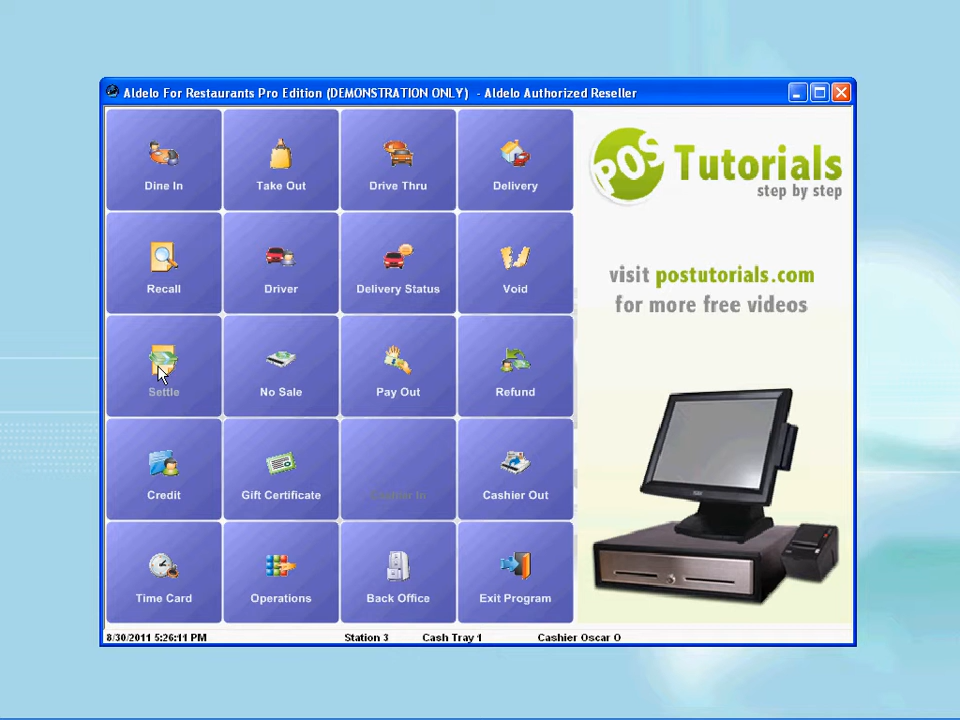 Aldelo For Restaurants Pro Edition (DEMONSTRATION ONLY) - Aldelo Authorized Reseller
Dine In
Take Out
Drive Thru
Delivery
Recall
Driver
Delivery Status
Void
Settle
No Sale
Pay Out
Refund
Credit
Gift Certificate
Cashier In
Cashier Out
Time Card
Operations
Back Office
Exit Program
POS Tutorials
step by step
visit postutorials.com
for more free videos
8/30/2011 5:26:11 PM
Station 3
Cash Tray 1
Cashier Oscar O